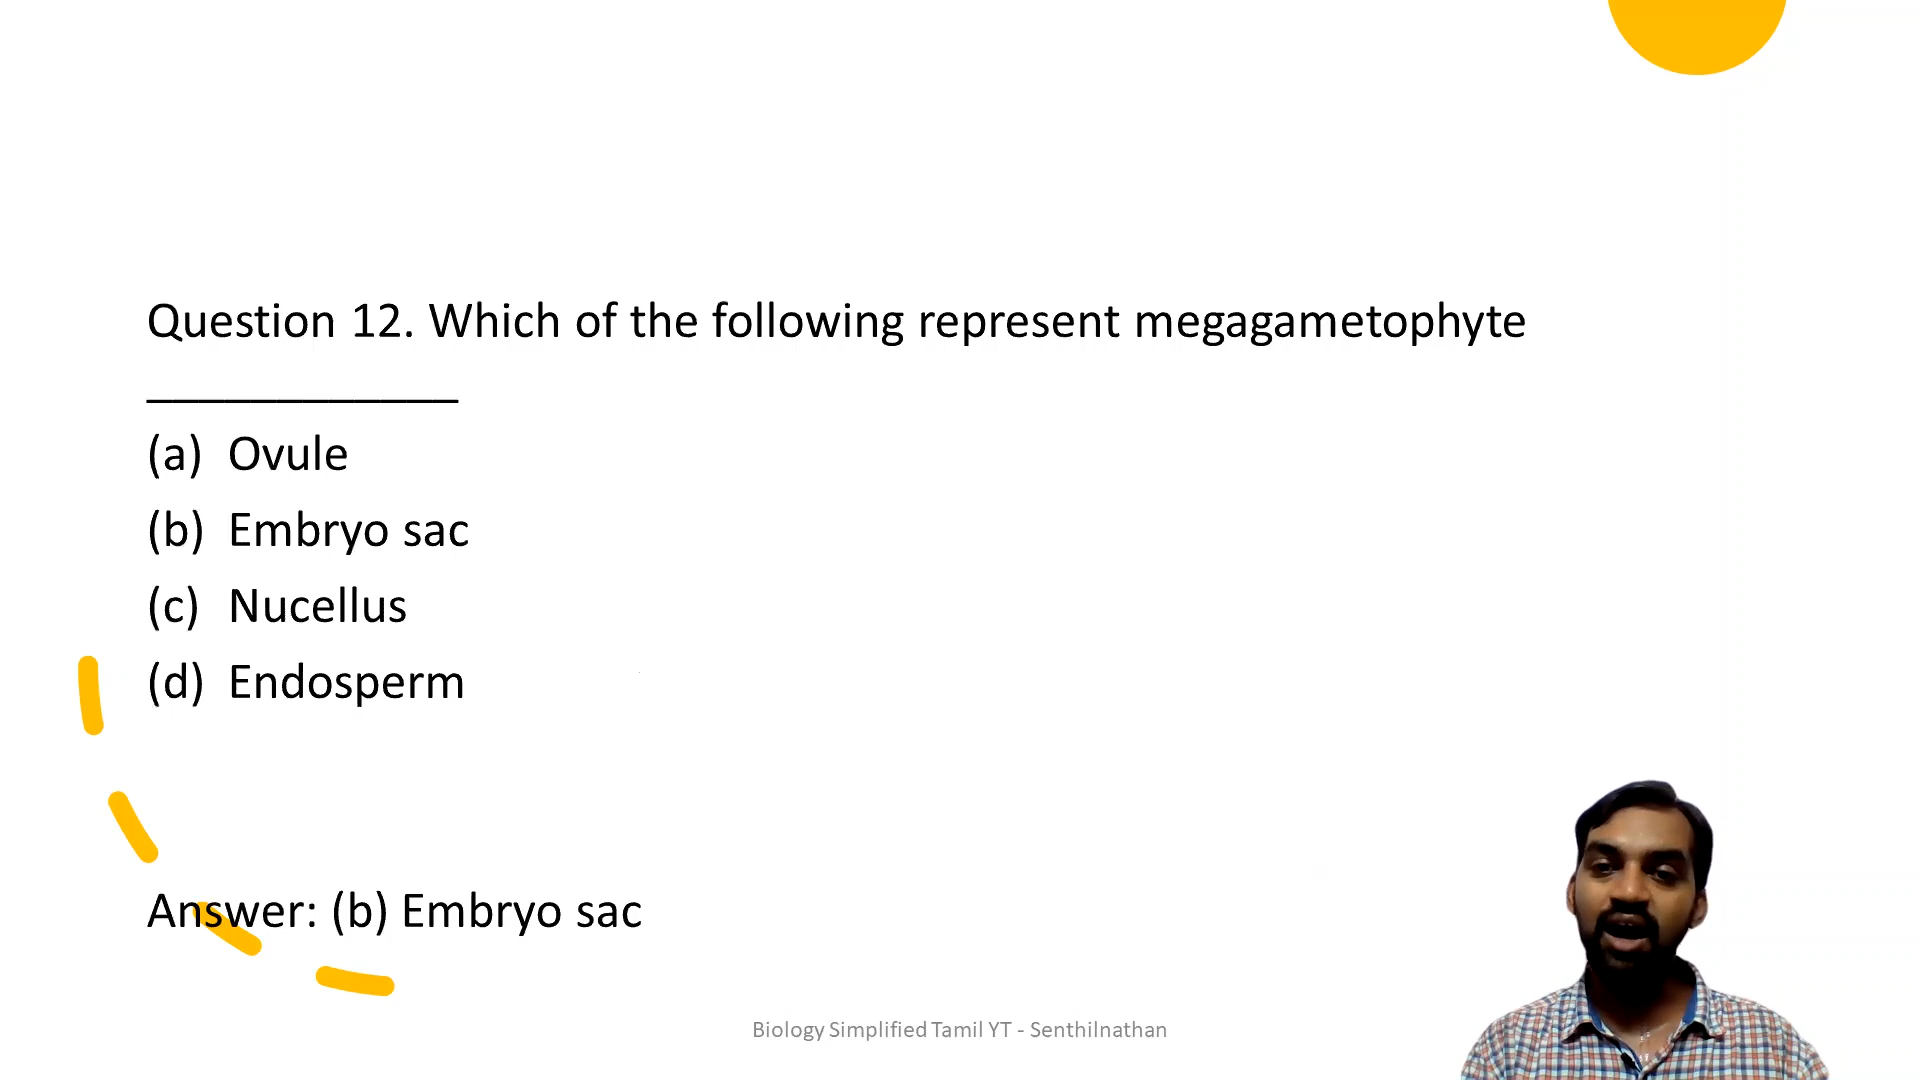 Question 12. Which of the following represent megagametophyte
____________
(a) Ovule
(b) Embryo sac
(c) Nucellus
(d) Endosperm
Answer: (b) Embryo sac
Biology Simplified Tamil YT - Senthilnathan